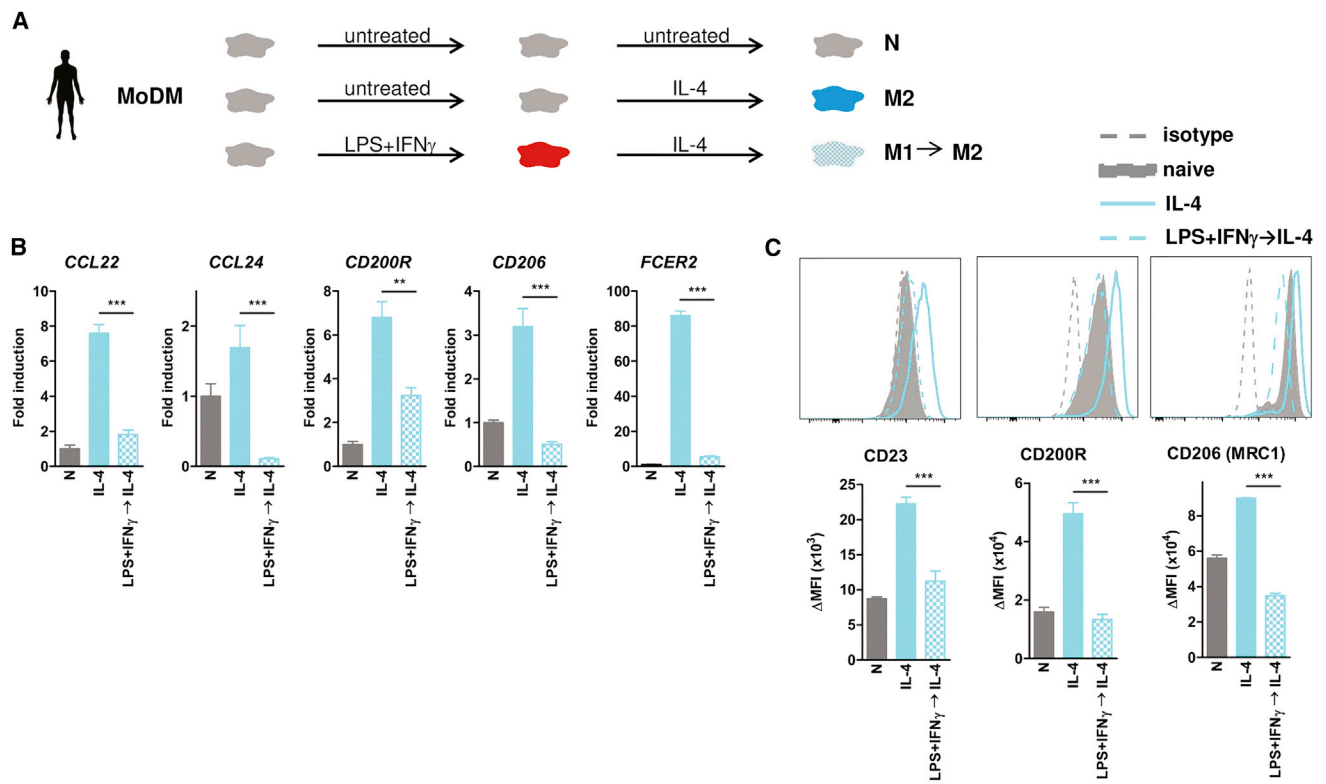 A
untreated
untreated
N
MoDM
untreated
IL-4
M2
LPS+IFNγ
IL-4
M1→ M2
isotype
naive
IL-4
LPS+IFNγ→IL-4
B
CCL22
CCL24
CD200R
CD206
FCER2
Fold induction
10
8
6
4
2
0
***
N
IL-4
LPS+IFNγ → IL-4
Fold induction
2
1
0
***
N
IL-4
LPS+IFNγ → IL-4
Fold induction
8
6
4
2
0
**
N
IL-4
LPS+IFNγ → IL-4
Fold induction
4
3
2
1
0
***
N
IL-4
LPS+IFNγ → IL-4
Fold induction
100
80
60
40
20
0
***
N
IL-4
LPS+IFNγ → IL-4
C
CD23
CD200R
CD206 (MRC1)
ΔMFI (x10³)
25
20
15
10
5
0
***
N
IL-4
LPS+IFNγ → IL-4
ΔMFI (x10⁴)
6
4
2
0
***
N
IL-4
LPS+IFNγ → IL-4
ΔMFI (x10⁴)
8
6
4
2
0
***
N
IL-4
LPS+IFNγ → IL-4